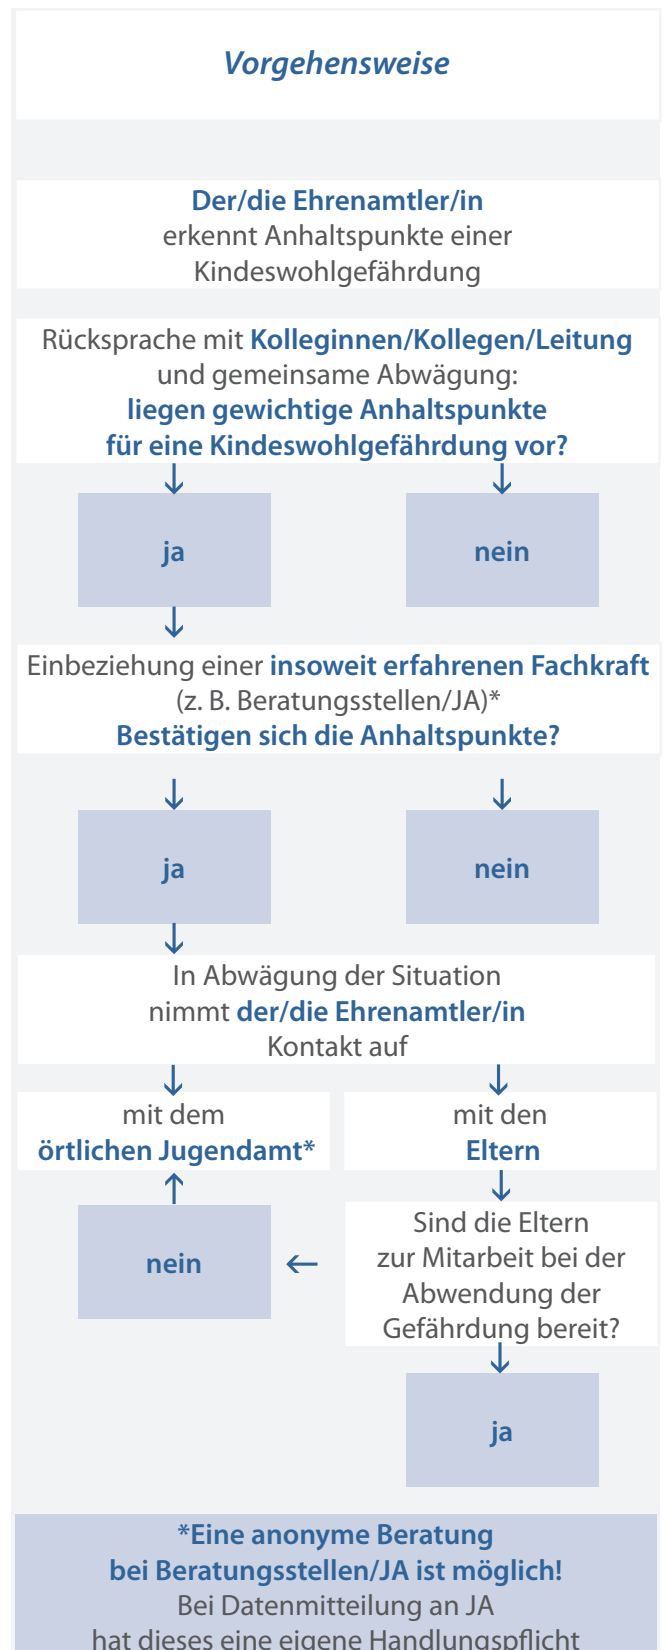 Vorgehensweise
Der/die Ehrenamtler/in
erkennt Anhaltspunkte einer
Kindeswohlgefährdung
Rücksprache mit Kolleginnen/Kollegen/Leitung
und gemeinsame Abwägung:
liegen gewichtige Anhaltspunkte
für eine Kindeswohlgefährdung vor?
ja
nein
Einbeziehung einer insoweit erfahrenen Fachkraft
(z. B. Beratungsstellen/JA)*
Bestätigen sich die Anhaltspunkte?
ja
nein
In Abwägung der Situation
nimmt der/die Ehrenamtler/in
Kontakt auf
mit dem
örtlichen Jugendamt*
mit den
Eltern
Sind die Eltern
zur Mitarbeit bei der
Abwendung der
Gefährdung bereit?
nein
ja
*Eine anonyme Beratung
bei Beratungsstellen/JA ist möglich!
Bei Datenmitteilung an JA
hat dieses eine eigene Handlungspflicht